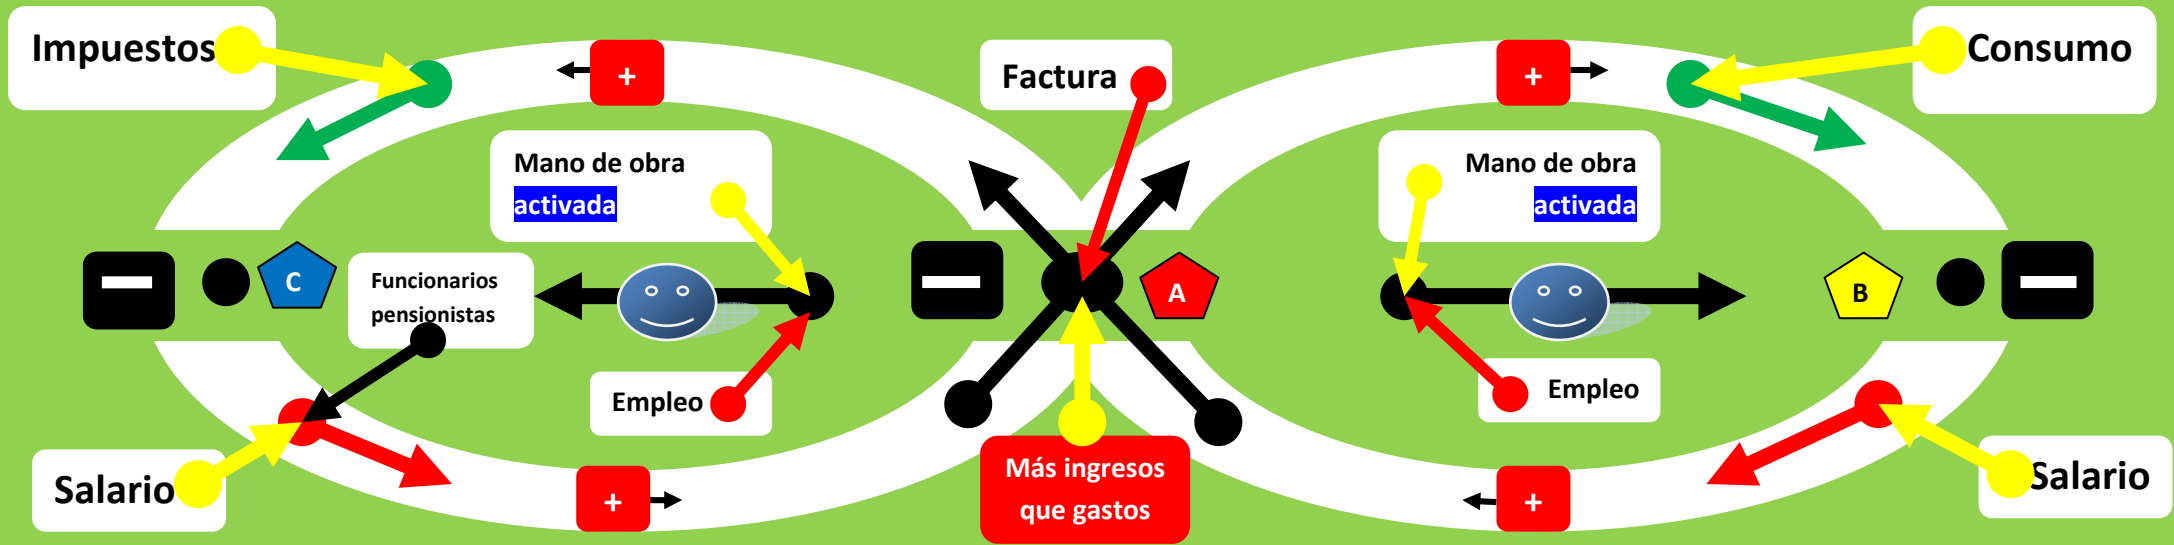 Impuestos
+
Factura
+
Consumo
Mano de obra
activada
Mano de obra
activada
C
Funcionarios
pensionistas
A
B
Empleo
Empleo
Salario
+
Más ingresos
que gastos
+
Salario